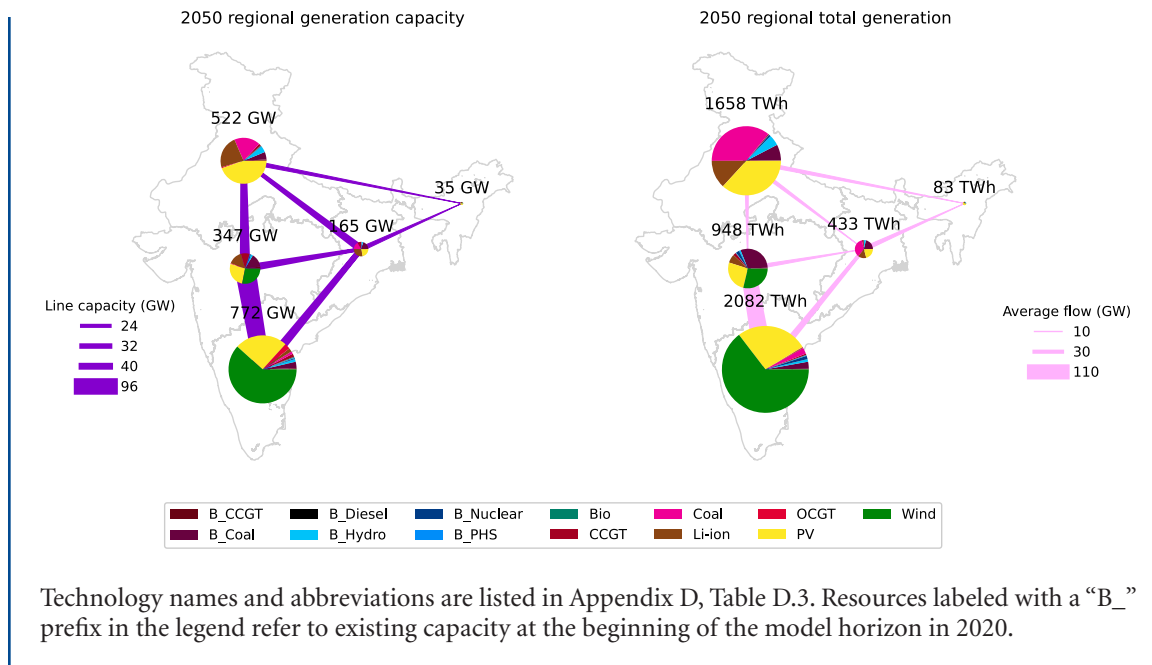 2050 regional generation capacity
522 GW
35 GW
165 GW
347 GW
772 GW
Line capacity (GW)
24
32
40
96
2050 regional total generation
1658 TWh
83 TWh
433 TWh
948 TWh
2082 TWh
Average flow (GW)
10
30
110
B_CCGT B_Diesel B_Nuclear Bio Coal OCGT Wind
B_Coal B_Hydro B_PHS CCGT Li-ion PV
Technology names and abbreviations are listed in Appendix D, Table D.3. Resources labeled with a “B_”
prefix in the legend refer to existing capacity at the beginning of the model horizon in 2020.